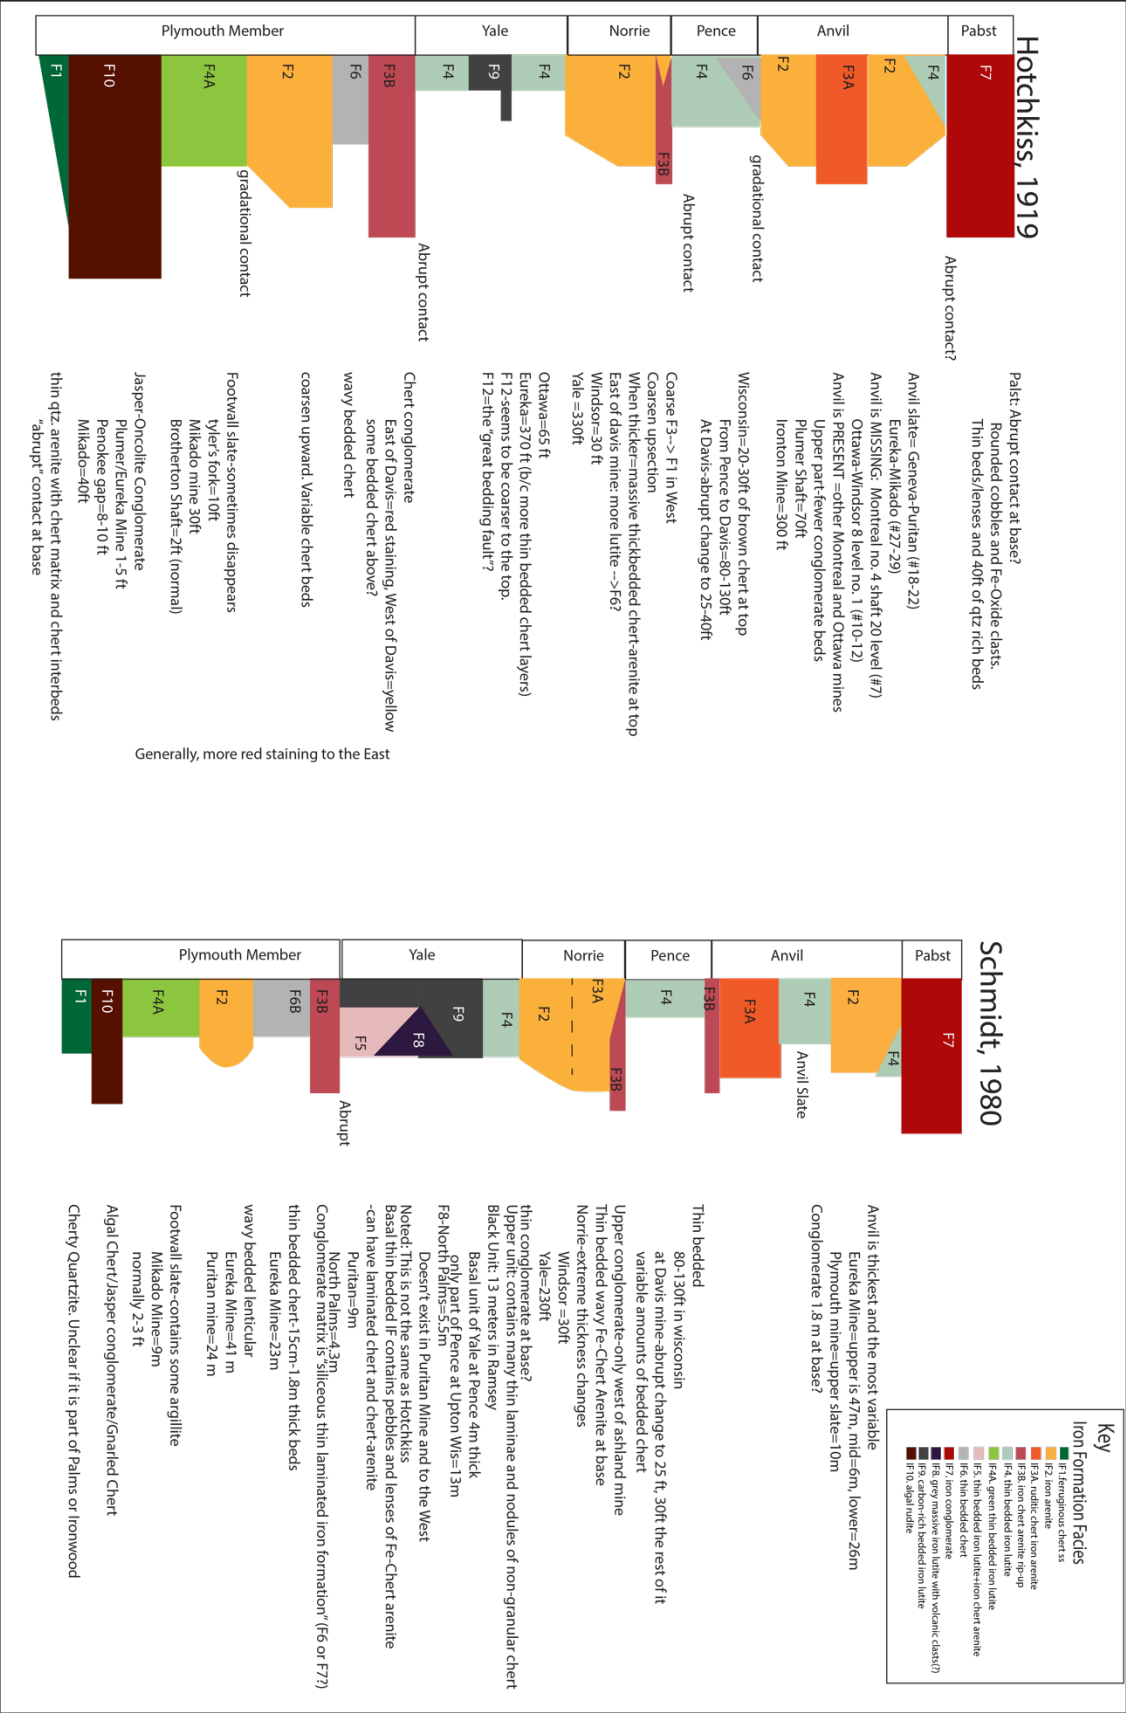 Hotchkiss, 1919
Pabst
Anvil
Pence
Norrie
Yale
Plymouth Member
F7
F4
F2
F3A
F2
F6
F4
F3B
F2
F4
F9
F4
F3B
F6
F2
F4A
F10
F1
Abrupt contact?
gradational contact
Abrupt contact
Abrupt contact
gradational contact
Palst: Abrupt contact at base?
Rounded cobbles and Fe-Oxide clasts.
Thin beds/lenses and 40ft of qtz rich beds
Anvil slate= Geneva-Puritan (#18-22)
Eureka-Mikado (#27-29)
Anvil is MISSING: Montreal no. 4 shaft 20 level (#7)
Ottawa-Windsor 8 level no. 1 (#10-12)
Anvil is PRESENT =other Montreal and Ottawa mines
Upper part-fewer conglomerate beds
Plumer Shaft=70ft
Ironton Mine=300 ft
Wisconsin=20-30ft of brown chert at top
From Pence to Davis=80-130ft
At Davis-abrupt change to 25-40ft
Coarse F3--> F1 in West
Coarsen upsection
When thicker=massive thickbedded chert-arenite at top
East of davis mine: more lutite -->F6?
Windsor=30 ft
Yale =330ft
Ottawa=65 ft
Eureka=370 ft (b/c more thin bedded chert layers)
F12-seems to be coarser to the top.
F12=the "great bedding fault"?
Chert conglomerate
East of Davis=red staining, West of Davis=yellow
some bedded chert above?
wavy bedded chert
coarsen upward. Variable chert beds
Footwall slate-sometimes disappears
tyler's fork=10ft
Mikado mine 30ft
Brotherton Shaft=2ft (normal)
Jasper-Oncolite Conglomerate
Plumer/Eureka Mine 1-5 ft
Penokee gap=8-10 ft
Mikado=40ft
thin qtz. arenite with chert matrix and chert interbeds
"abrupt" contact at base
Generally, more red staining to the East
Schmidt, 1980
Pabst
Anvil
Pence
Norrie
Yale
Plymouth Member
F7
F4
F2
F4
F3A
F3B
F4
F3B
F3A
F2
F4
F9
F8
F5
F3B
F6B
F2
F4A
F10
F1
Anvil Slate
Abrupt
Anvil is thickest and the most variable
Eureka Mine=upper is 47m, mid=6m, lower=26m
Plymouth mine=upper slate=10m
Conglomerate 1.8 m at base?
Thin bedded
80-130ft in wisconsin
at Davis mine-abrupt change to 25 ft, 30ft the rest of it
variable amounts of bedded chert
Upper conglomerate-only west of ashland mine
Thin bedded wavy Fe-Chert Arenite at base
Norrie-extreme thickness changes
Windsor =30ft
Yale=230ft
thin conglomerate at base?
Upper unit: contains many thin laminae and nodules of non-granular chert
Black Unit: 13 meters in Ramsey
Basal unit of Yale at Pence 4m thick
only part of Pence at Upton Wis=13m
F8-North Palms=5.5m
Doesn't exist in Puritan Mine and to the West
Noted: This is not the same as Hotchkiss
Basal thin bedded IF contains pebbles and lenses of Fe-Chert arenite
-can have laminated chert and chert-arenite
Puritan=9m
North Palms=4.3m
Conglomerate matrix is "siliceous thin laminated iron formation" (F6 or F7?)
thin bedded chert-15cm-1.8m thick beds
Eureka Mine=23m
wavy bedded lenticular
Eureka Mine=41 m
Puritan mine=24 m
Footwall slate-contains some argillite
Mikado Mine=9m
normally 2-3 ft
Algal Chert/Jasper conglomerate/Gnarled Chert
Cherty Quartzite. Unclear if it is part of Palms or Ironwood
Key
Iron Formation Facies
IF1.ferruginous chert ss
IF2. iron arenite
IF3A. ruditic chert iron arenite
IF3B. iron chert arenite rip-up
IF4. thin bedded iron lutite
IF4A. green thin bedded iron lutite
IF5. thin bedded iron lutite+iron chert arenite
IF6. thin bedded chert
IF7. iron conglomerate
IF8. grey massive iron lutite with volcanic clasts(?)
IF9. carbon-rich bedded iron lutite
IF10. algal rudite